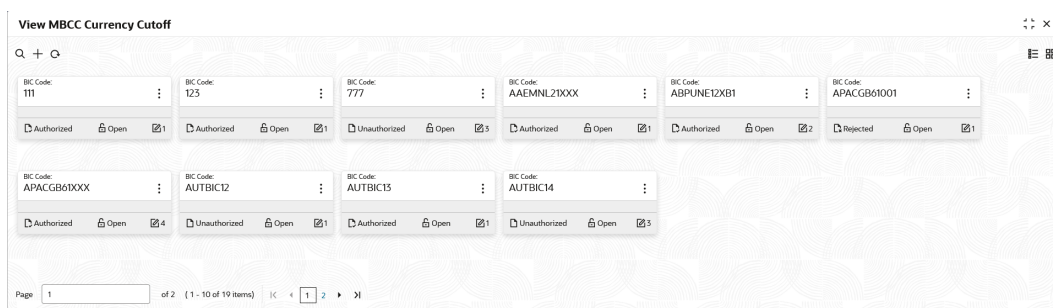 View MBCC Currency Cutoff
BIC Code: BIC Code: BIC Code: BIC Code: BIC Code: BIC Code:
111 123 777 AAEMNL21XXX ABPUNE12XB1 APACGB61001
Authorized Open 1 Authorized Open 1 Unauthorized Open 3 Authorized Open 1 Authorized Open 2 Rejected Open 1
BIC Code: BIC Code: BIC Code: BIC Code:
APACGB61XXX AUTBIC12 AUTBIC13 AUTBIC14
Authorized Open 4 Unauthorized Open 1 Authorized Open 1 Unauthorized Open 3
Page 1 of 2 ( 1 - 10 of 19 items) 1 2